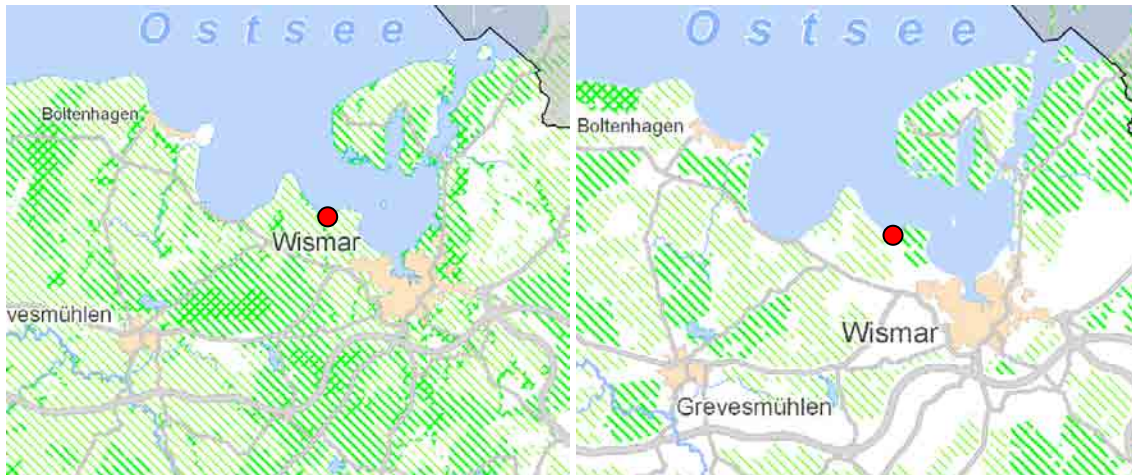 Ostsee
Boltenhagen
Wismar
vesmühlen
Ostsee
Boltenhagen
Wismar
Grevesmühlen